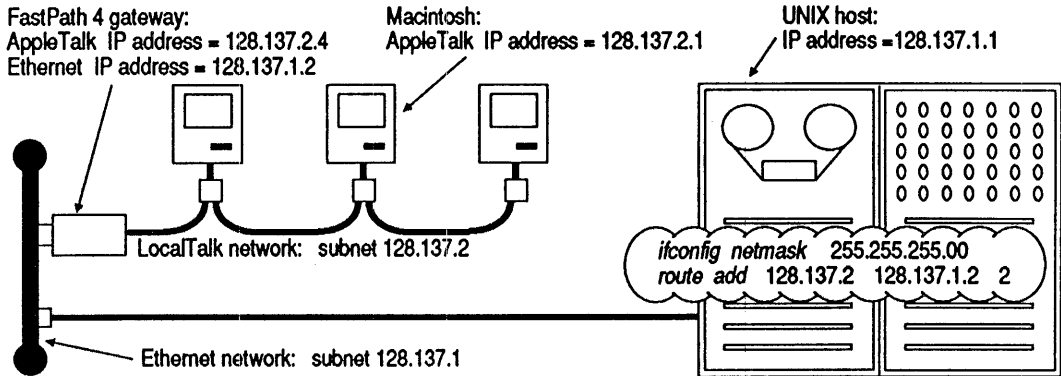 FastPath 4 gateway:
AppleTalk IP address = 128.137.2.4
Ethernet IP address = 128.137.1.2
Macintosh:
AppleTalk IP address = 128.137.2.1
UNIX host:
IP address =128.137.1.1
LocalTalk network: subnet 128.137.2
ifconfig netmask 255.255.255.00
route add 128.137.2 128.137.1.2 2
Ethernet network: subnet 128.137.1